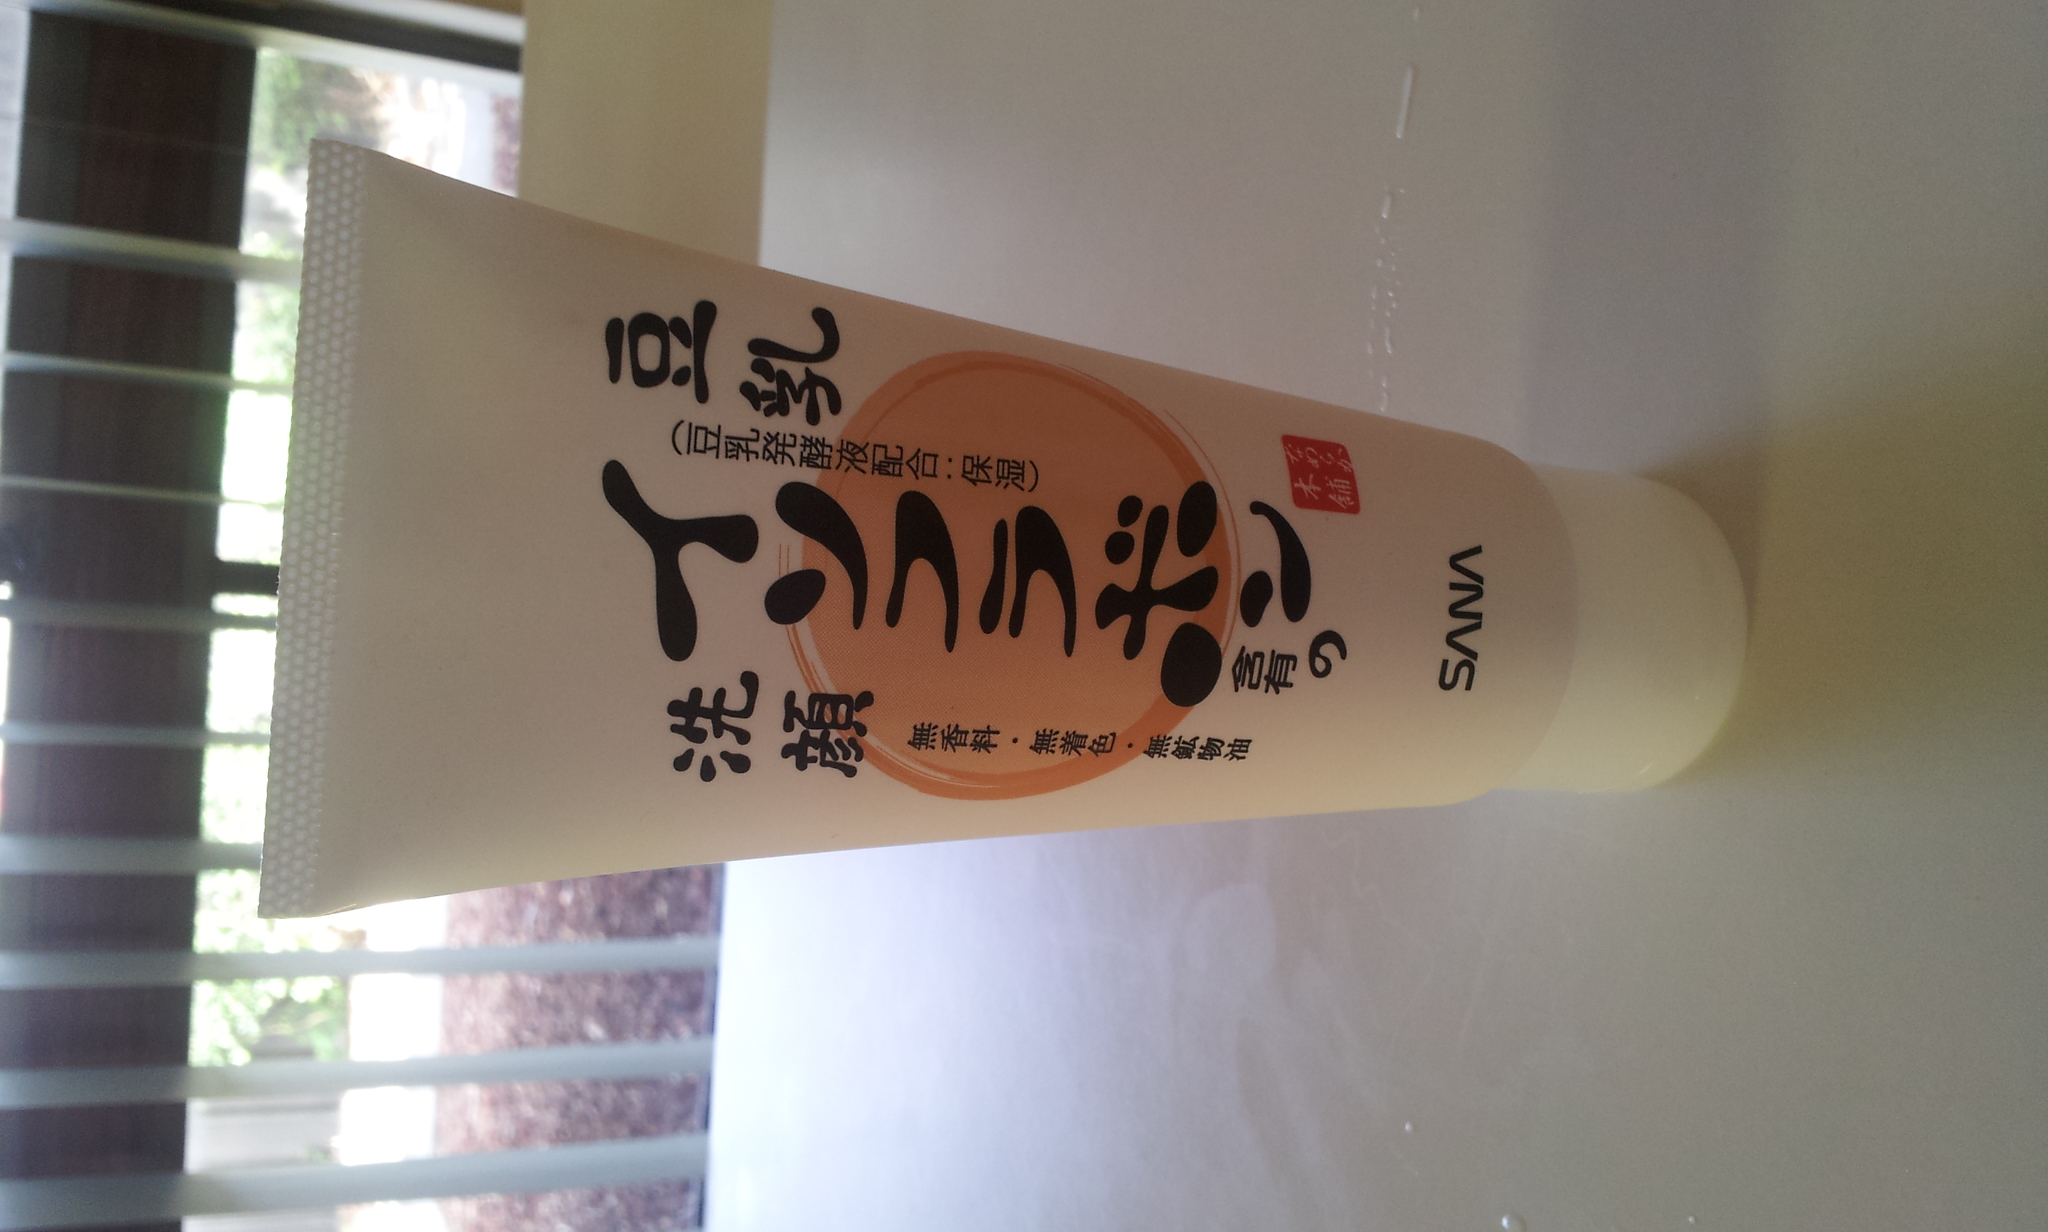 豆乳
(豆乳発酵液配合:保湿)
イソフラボン
含有の
洗顔
無香料・無着色・無鉱物油
なめらか
本舗
SANA